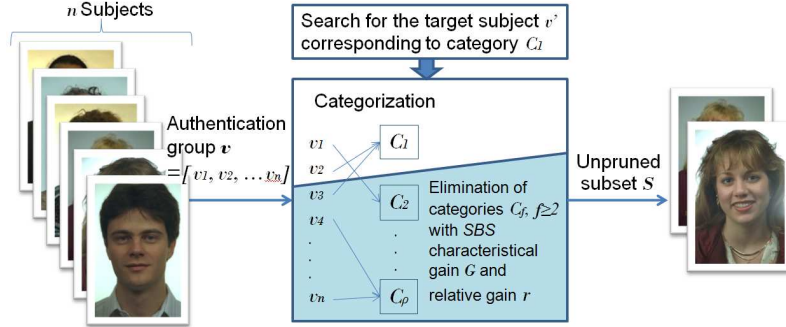 n Subjects
Search for the target subject v'
corresponding to category C1
Authentication
group v
=[ v1, v2, ... vn]
Categorization
v1
v2
v3
v4
.
.
.
vn
C1
C2
.
.
.
Cρ
Elimination of
categories Cf, f≥2
with SBS
characteristical
gain G and
relative gain r
Unpruned
subset S